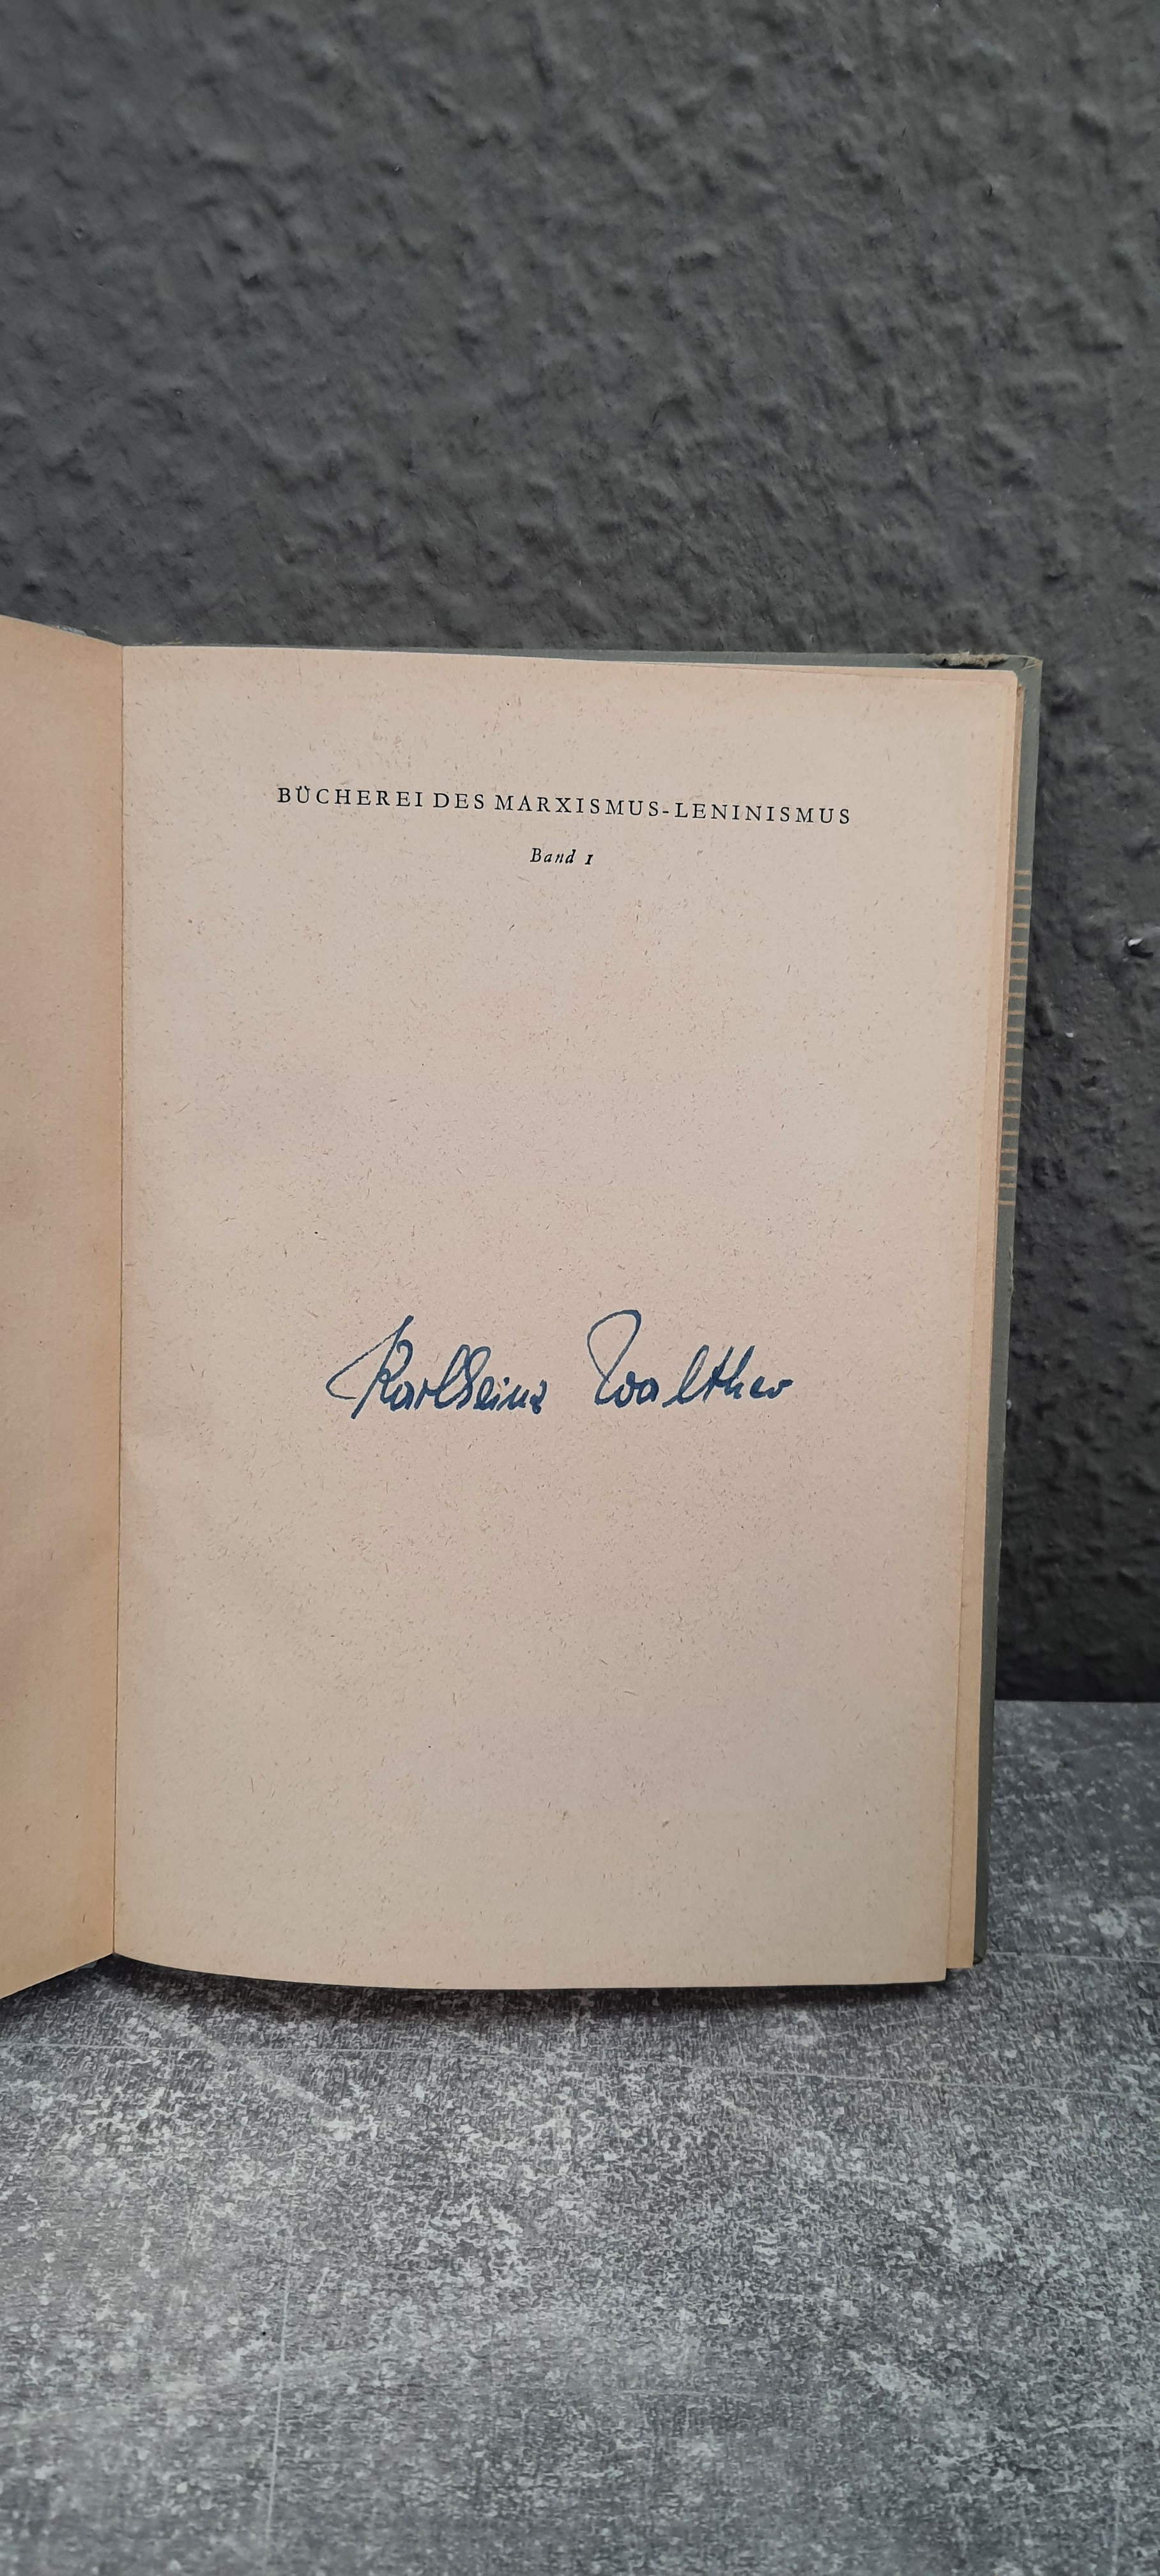 BÜCHEREI DES MARXISMUS-LENINISMUS
Band 1
Karlheinz Walther